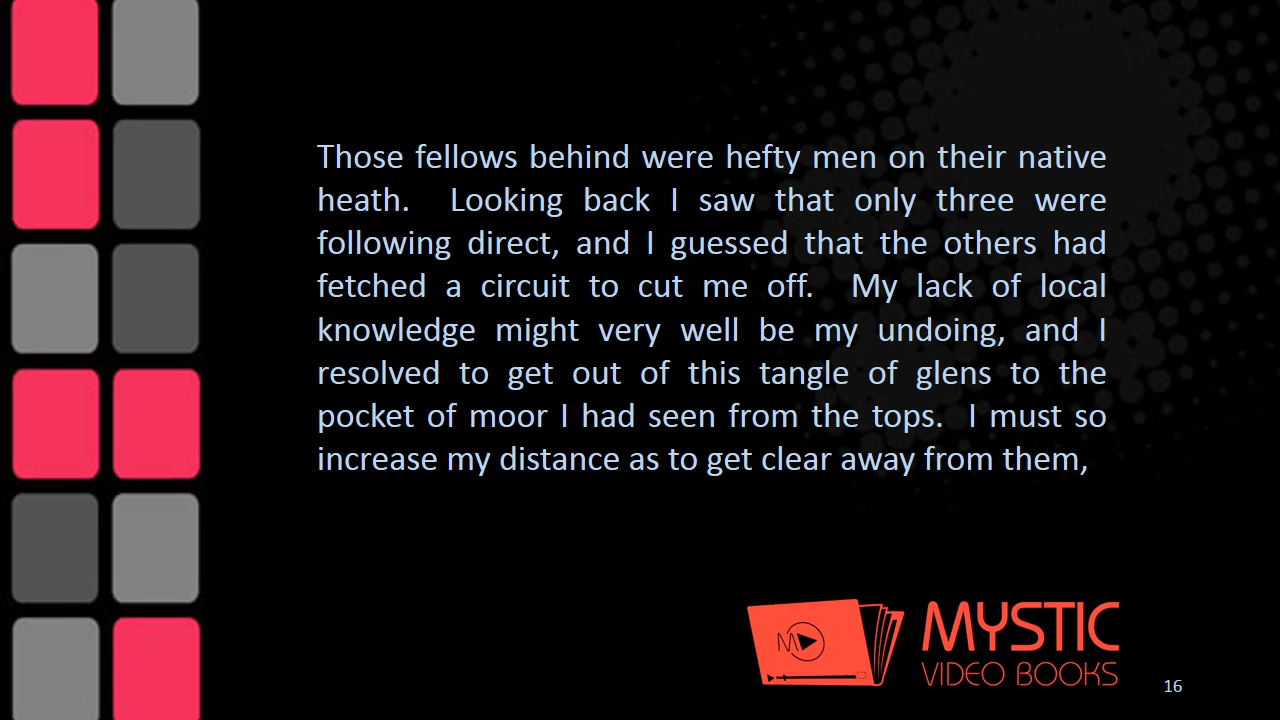 Those fellows behind were hefty men on their native
heath.  Looking back I saw that only three were
following direct, and I guessed that the others had
fetched a circuit to cut me off.  My lack of local
knowledge might very well be my undoing, and I
resolved to get out of this tangle of glens to the
pocket of moor I had seen from the tops.  I must so
increase my distance as to get clear away from them,
M
MYSTIC
VIDEO BOOKS
16